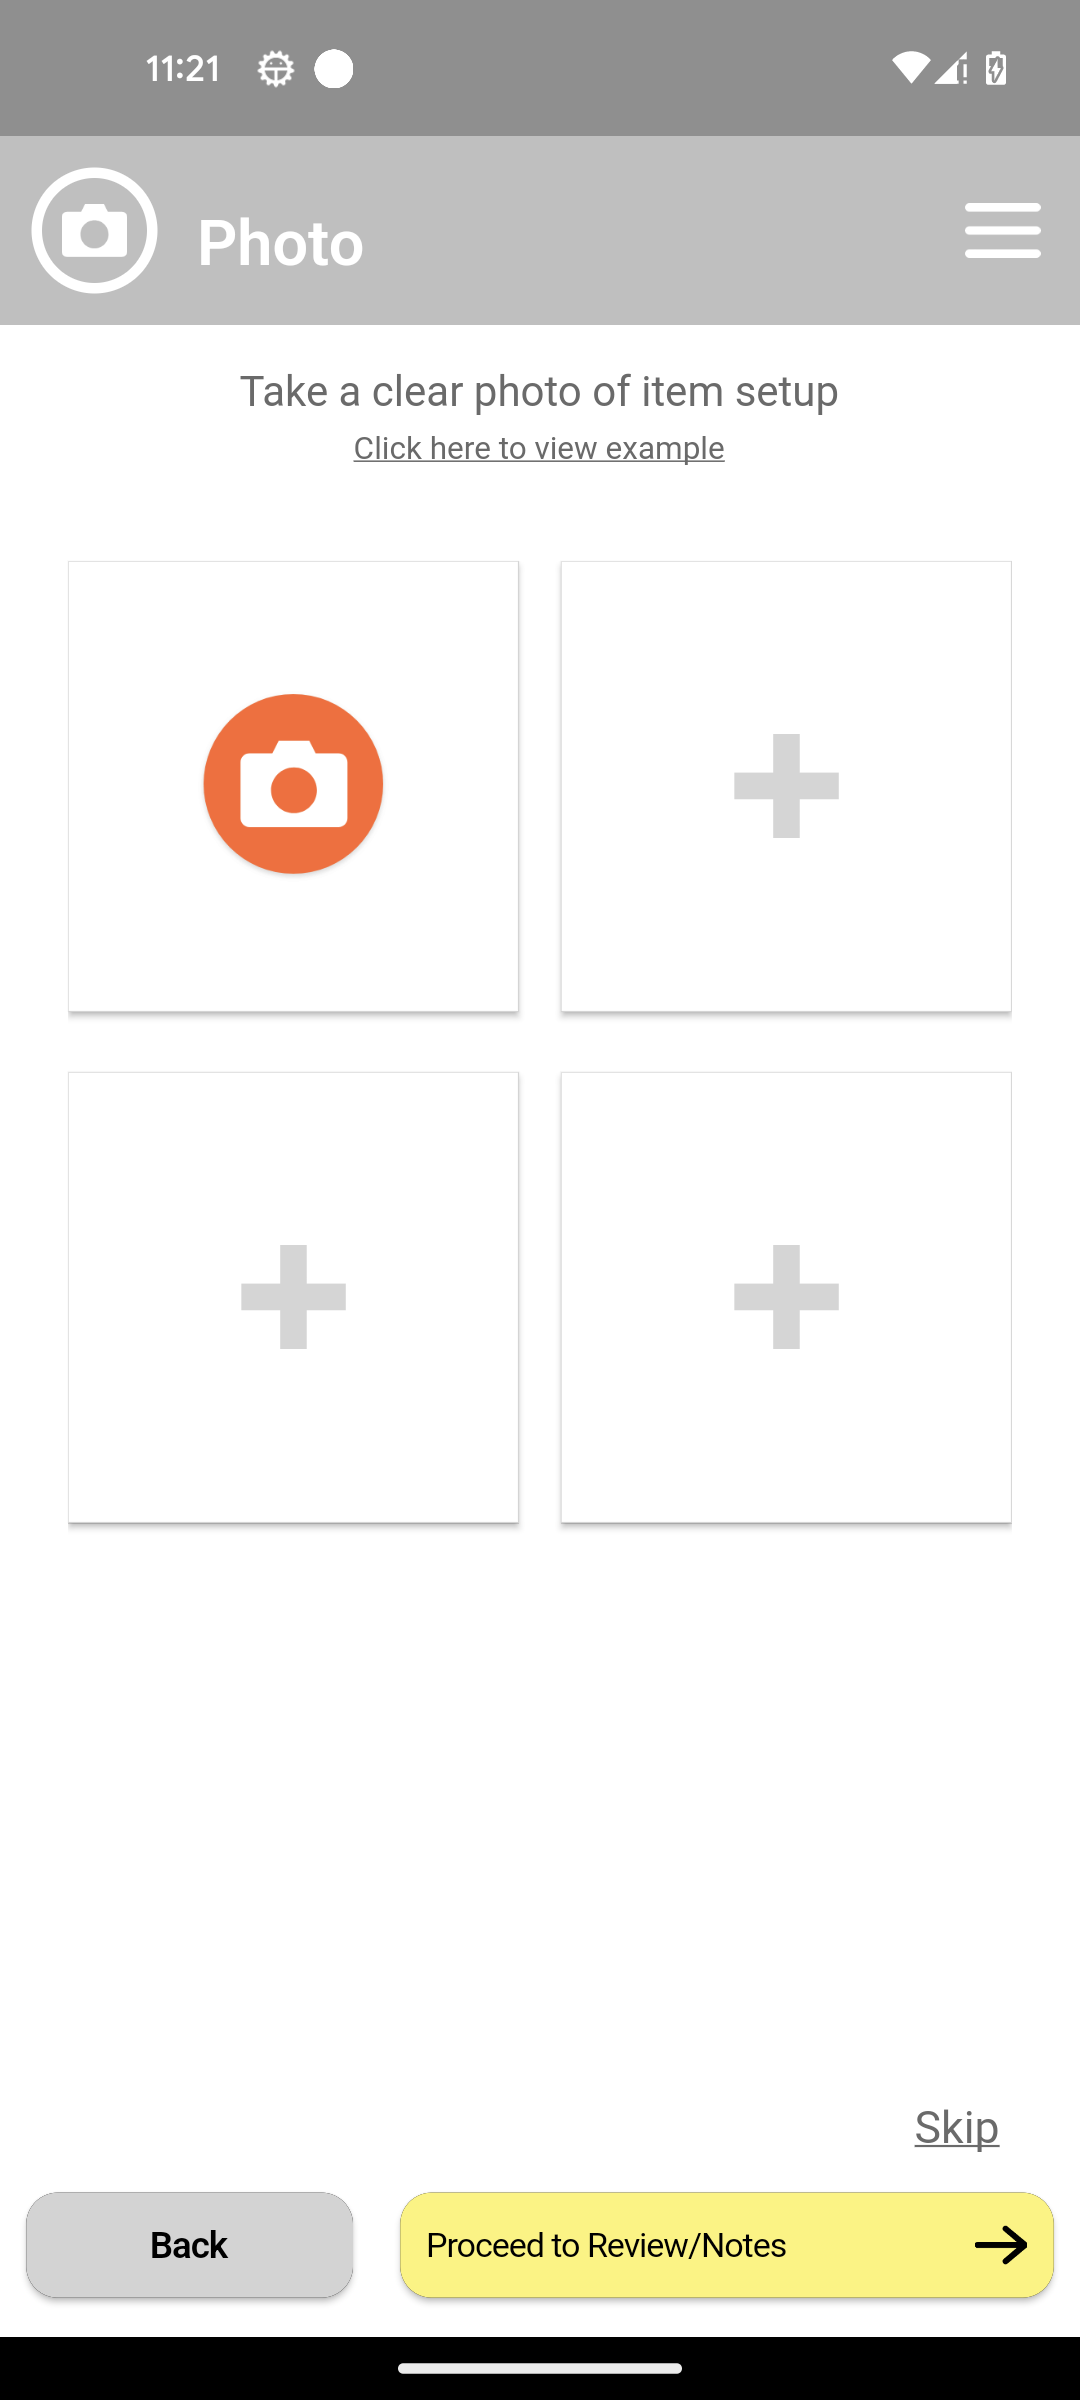 11:21
Photo
Take a clear photo of item setup
Click here to view example
Skip
Back
Proceed to Review/Notes